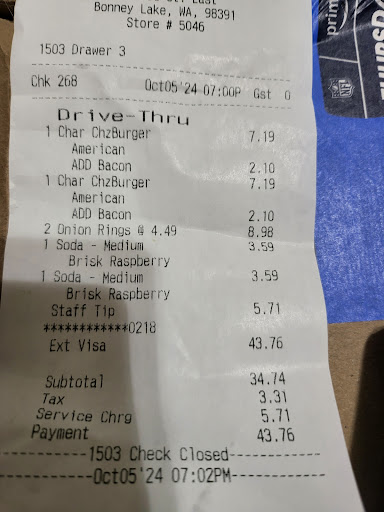 Bonney Lake, WA, 98391
Store # 5046
1503 Drawer 3
Chk 268 Oct05'24 07:00P Gst 0
Drive-Thru
1 Char ChzBurger 7.19
American
ADD Bacon 2.10
1 Char ChzBurger 7.19
American
ADD Bacon 2.10
2 Onion Rings @ 4.49 8.98
1 Soda - Medium 3.59
Brisk Raspberry
1 Soda - Medium 3.59
Brisk Raspberry
Staff Tip 5.71
************0218
Ext Visa 43.76
Subtotal 34.74
Tax 3.31
Service Chrg 5.71
Payment 43.76
--------1503 Check Closed--------
--------Oct05'24 07:02PM--------
prim
NFL